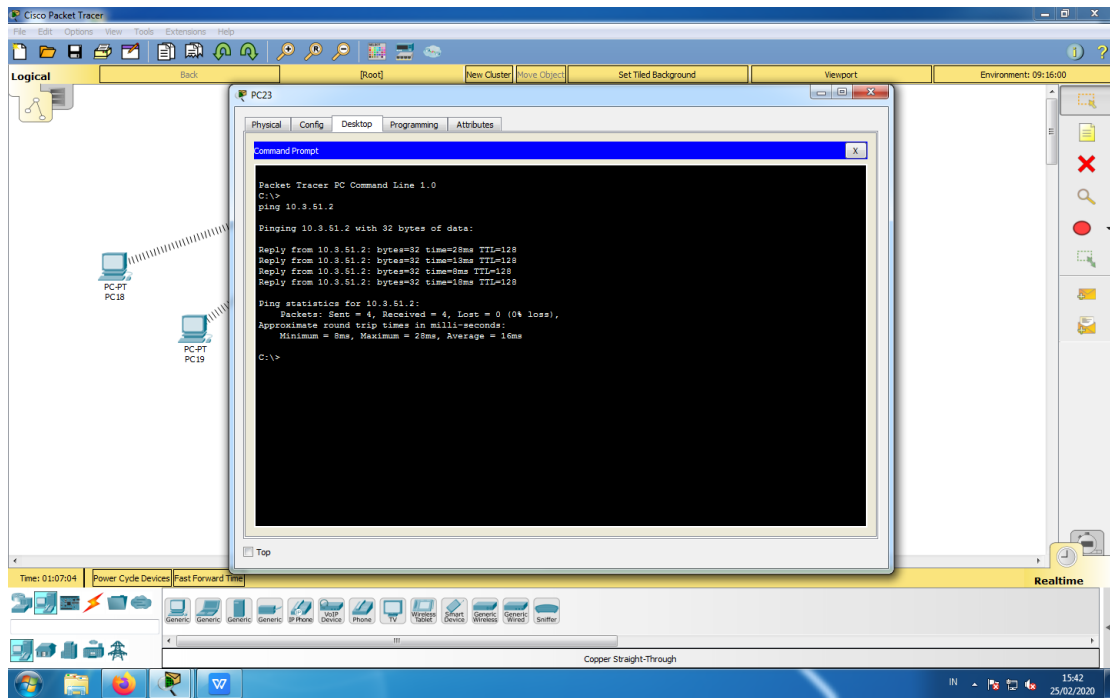 Cisco Packet Tracer
File Edit Options View Tools Extensions Help
Logical
Back
[Root]
New Cluster
Move Object
Set Tiled Background
Viewport
Environment: 09:16:00
PC23
Physical
Config
Desktop
Programming
Attributes
Command Prompt
X
Packet Tracer PC Command Line 1.0
C:\>
ping 10.3.51.2
Pinging 10.3.51.2 with 32 bytes of data:
Reply from 10.3.51.2: bytes=32 time=28ms TTL=128
Reply from 10.3.51.2: bytes=32 time=13ms TTL=128
Reply from 10.3.51.2: bytes=32 time=8ms TTL=128
Reply from 10.3.51.2: bytes=32 time=18ms TTL=128
Ping statistics for 10.3.51.2:
Packets: Sent = 4, Received = 4, Lost = 0 (0% loss),
Approximate round trip times in milli-seconds:
Minimum = 8ms, Maximum = 28ms, Average = 16ms
C:\>
PC-PT
PC18
PC-PT
PC19
Top
Time: 01:07:04
Power Cycle Devices
Fast Forward Time
Realtime
Generic
Generic
Generic
Generic
IP Phone
VoIP
Device
Phone
TV
Wireless
Tablet
Smart
Device
Generic
Wireless
Generic
Wired
Sniffer
Copper Straight-Through
IN
15:42
25/02/2020